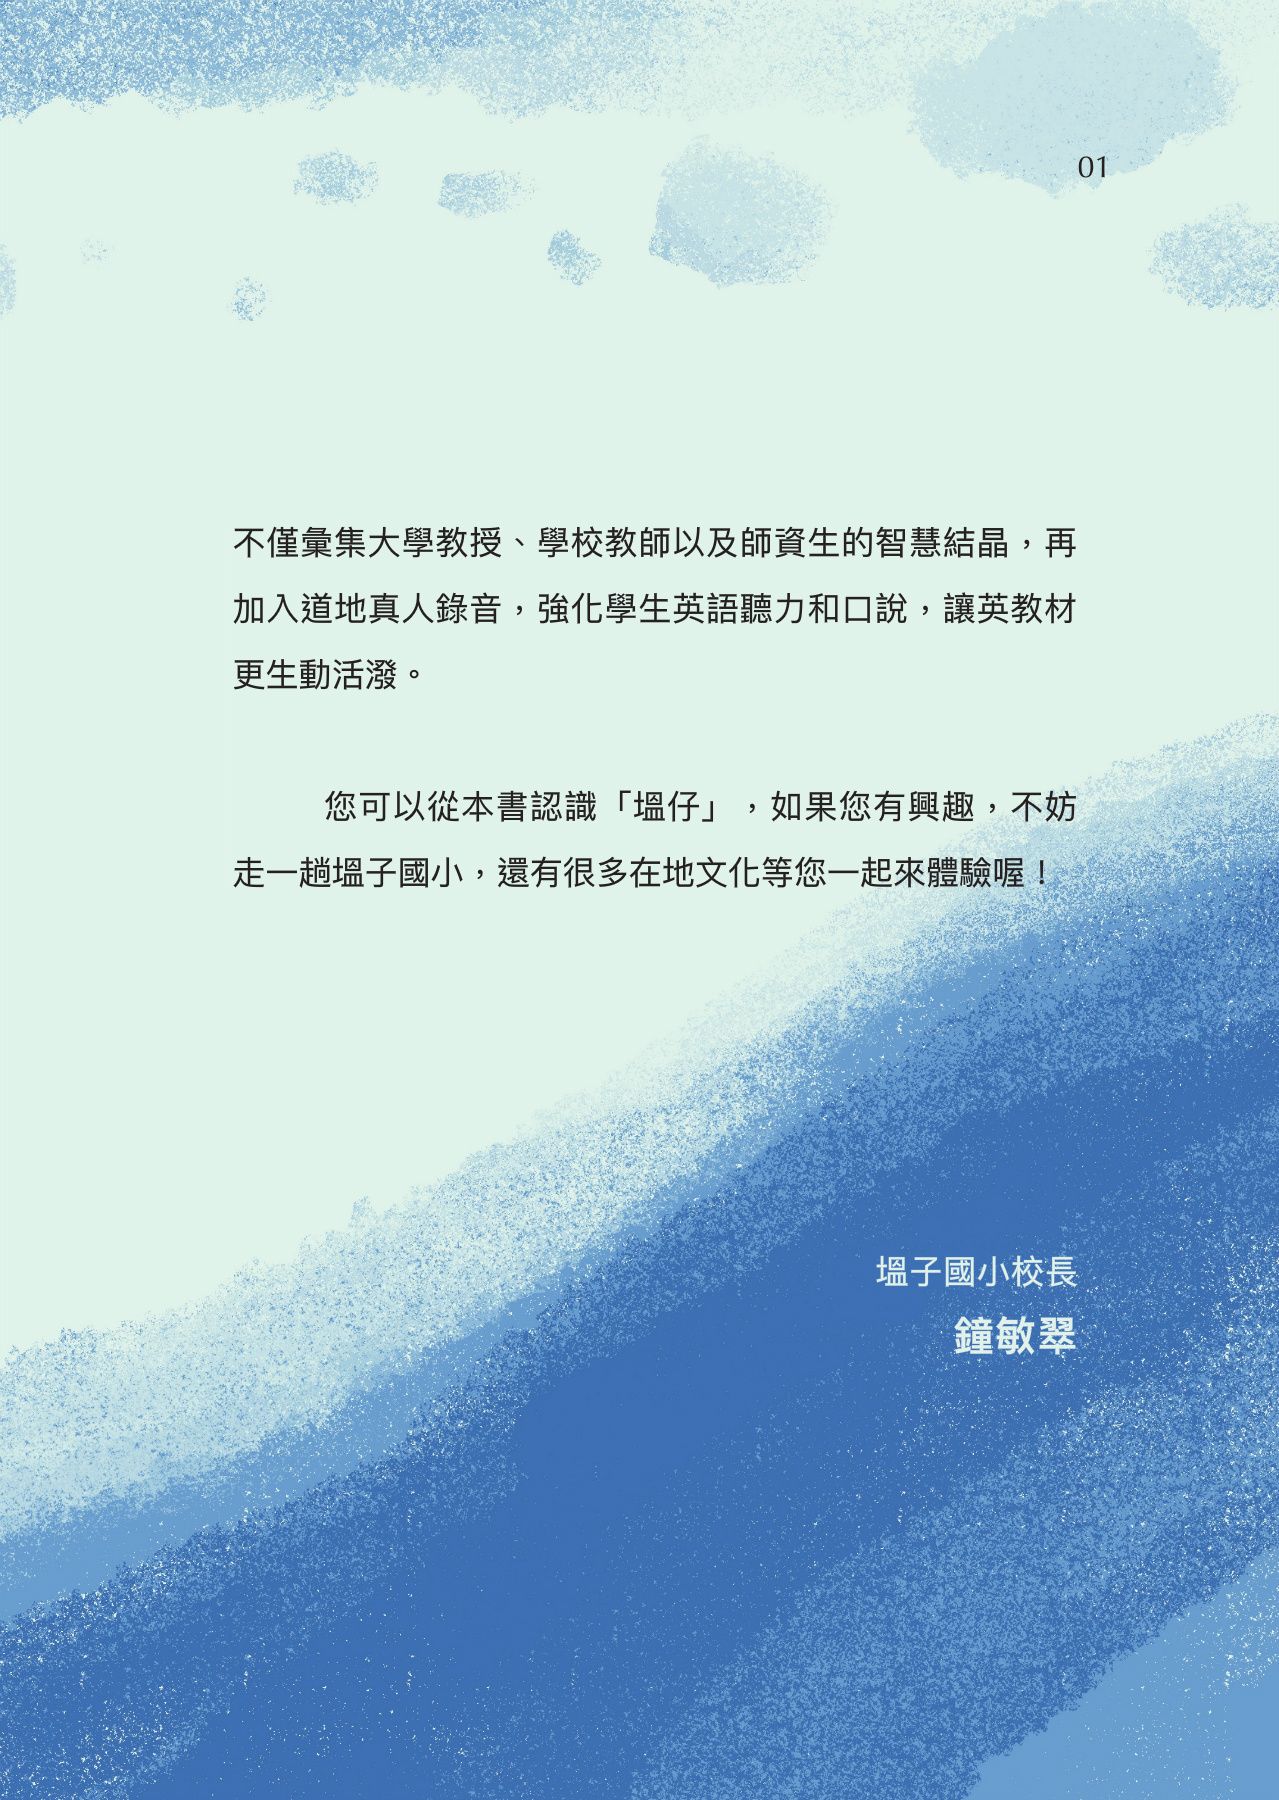 01
不僅彙集大學教授、學校教師以及師資生的智慧結晶，再
加入道地真人錄音，強化學生英語聽力和口說，讓英教材
更生動活潑。
您可以從本書認識「塭仔」，如果您有興趣，不妨
走一趟塭子國小，還有很多在地文化等您一起來體驗喔！
塭子國小校長
鐘敏翠